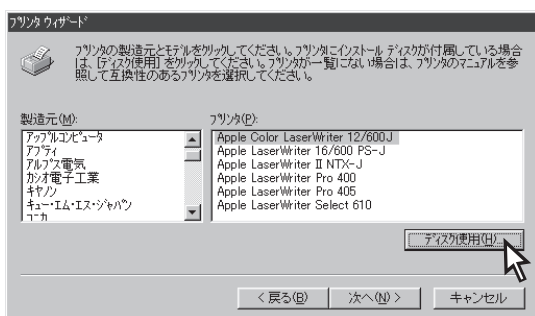 プリンタ ウィザード
プリンタの製造元とモデルをクリックしてください。プリンタにインストール ディスクが付属している場合
は、[ディスク使用] をクリックしてください。プリンタが一覧にない場合は、プリンタのマニュアルを参
照して互換性のあるプリンタを選択してください。
製造元(M):
アップルコンピュータ
アプティ
アルプス電気
カシオ電子工業
キヤノン
キュー・エム・エス・ジャパン
コニカ
プリンタ(P):
Apple Color LaserWriter 12/600J
Apple LaserWriter 16/600 PS-J
Apple LaserWriter II NTX-J
Apple LaserWriter Pro 400
Apple LaserWriter Pro 405
Apple LaserWriter Select 610
ディスク使用(H)...
< 戻る(B)
次へ(N) >
キャンセル